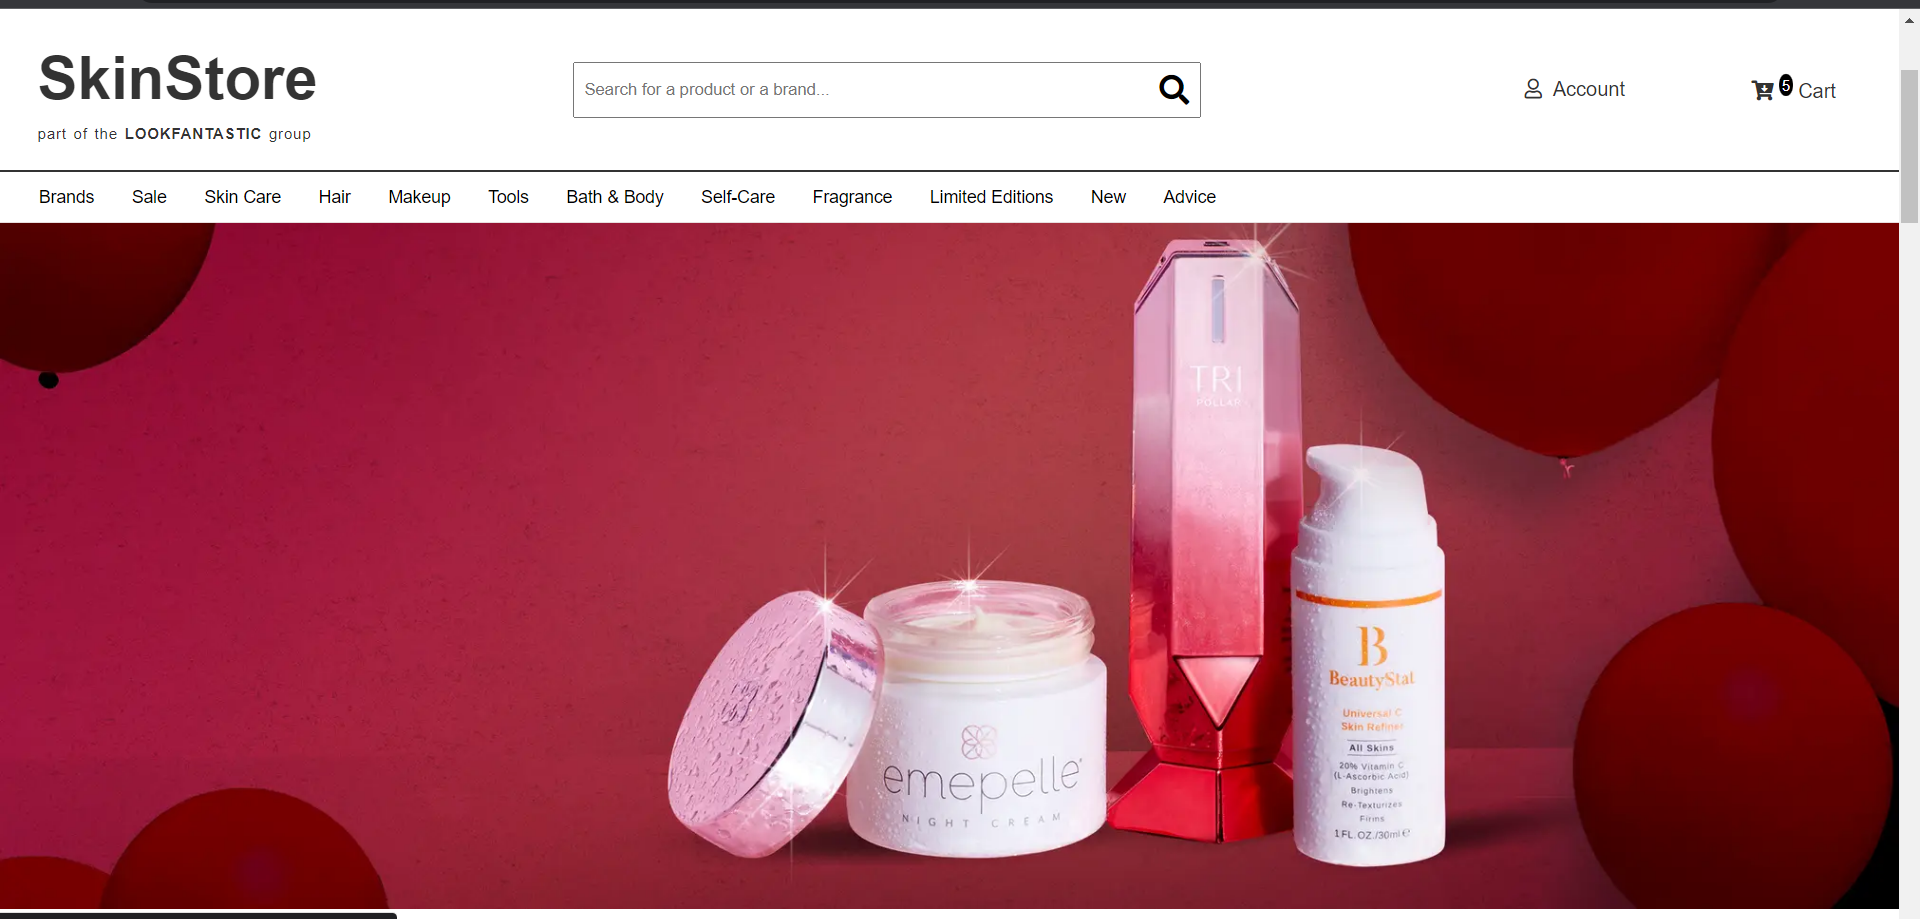 SkinStore
part of the LOOKFANTASTIC group
Search for a product or a brand...
Account
5 Cart
Brands Sale Skin Care Hair Makeup Tools Bath & Body Self-Care Fragrance Limited Editions New Advice
TRI
POLLAR
emepelle
NIGHT CREAM
B
BeautyStat
Universal C
Skin Refiner
All Skins
20% Vitamin C
(L-Ascorbic Acid)
Brightens
Re-Texturizes
Firms
1 FL. OZ./30ml ℮